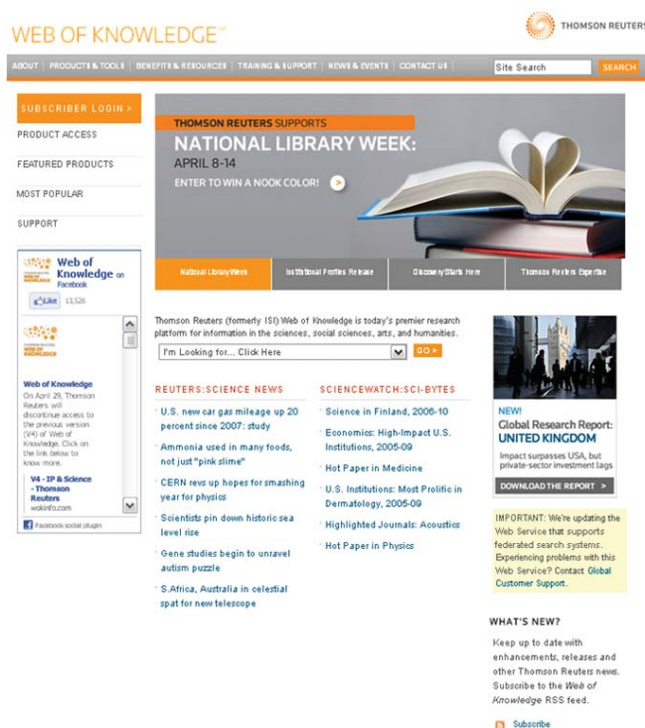 WEB OF KNOWLEDGE™
THOMSON REUTERS
ABOUT | PRODUCTS & TOOLS | BENEFITS & RESOURCES | TRAINING & SUPPORT | NEWS & EVENTS | CONTACT US |
Site Search
SEARCH
SUBSCRIBER LOGIN >
PRODUCT ACCESS
FEATURED PRODUCTS
MOST POPULAR
SUPPORT
THOMSON REUTERS SUPPORTS
NATIONAL LIBRARY WEEK:
APRIL 8-14
ENTER TO WIN A NOOK COLOR!
National Library Week
Institutional Profiles Release
Discovery Starts Here
Thomson Reuters Expertise
Web of
Knowledge on
Facebook
Like 13,526
Web of Knowledge
On April 29, Thomson
Reuters will
discontinue access to
the previous version
(V4) of Web of
Knowledge. Click on
the link below to
know more.
V4 - IP & Science
- Thomson
Reuters
wokinfo.com
Facebook social plugin
Thomson Reuters (formerly ISI) Web of Knowledge is today's premier research
platform for information in the sciences, social sciences, arts, and humanities.
I'm Looking for... Click Here
GO >
REUTERS:SCIENCE NEWS
U.S. new car gas mileage up 20
percent since 2007: study
Ammonia used in many foods,
not just "pink slime"
CERN revs up hopes for smashing
year for physics
Scientists pin down historic sea
level rise
Gene studies begin to unravel
autism puzzle
S.Africa, Australia in celestial
spat for new telescope
SCIENCEWATCH:SCI-BYTES
Science in Finland, 2006-10
Economics: High-Impact U.S.
Institutions, 2005-09
Hot Paper in Medicine
U.S. Institutions: Most Prolific in
Dermatology, 2005-09
Highlighted Journals: Acoustics
Hot Paper in Physics
NEW!
Global Research Report:
UNITED KINGDOM
Impact surpasses USA, but
private-sector investment lags
DOWNLOAD THE REPORT >
IMPORTANT: We're updating the
Web Service that supports
federated search systems.
Experiencing problems with this
Web Service? Contact Global
Customer Support.
WHAT'S NEW?
Keep up to date with
enhancements, releases and
other Thomson Reuters news.
Subscribe to the Web of
Knowledge RSS feed.
Subscribe